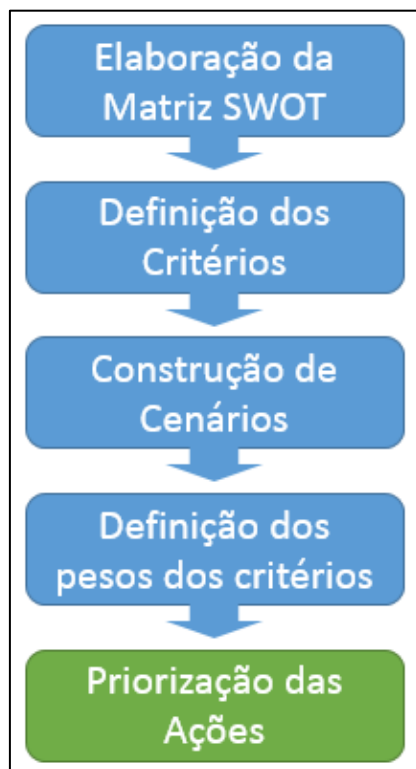 Elaboração da
Matriz SWOT
Definição dos
Critérios
Construção de
Cenários
Definição dos
pesos dos critérios
Priorização das
Ações